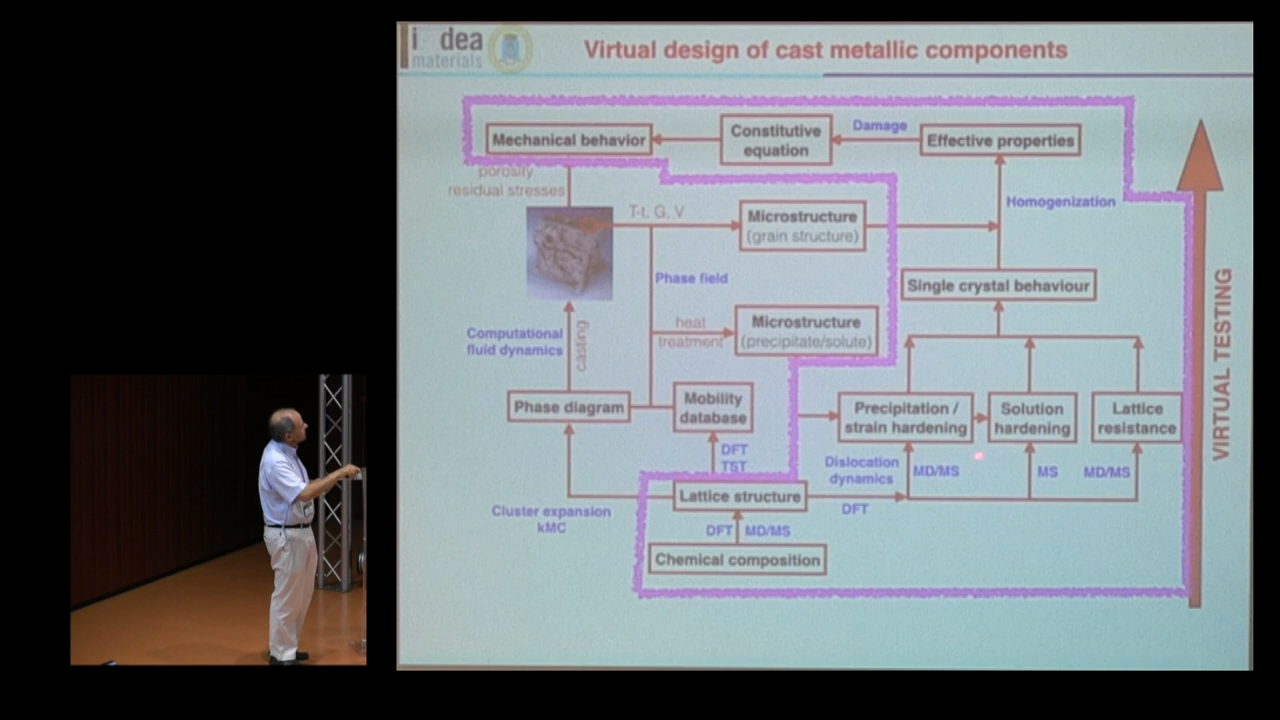 i dea
materials
Virtual design of cast metallic components
Mechanical behavior
Constitutive
equation
Damage
Effective properties
porosity
residual stresses
T-t, G, V
Microstructure
(grain structure)
Homogenization
Phase field
Single crystal behaviour
Computational
fluid dynamics
casting
heat
treatment
Microstructure
(precipitate/solute)
Phase diagram
Mobility
database
Precipitation /
strain hardening
Solution
hardening
Lattice
resistance
DFT
TST
Dislocation
dynamics
MD/MS
MS
MD/MS
Lattice structure
DFT
Cluster expansion
kMC
DFT
MD/MS
Chemical composition
VIRTUAL TESTING